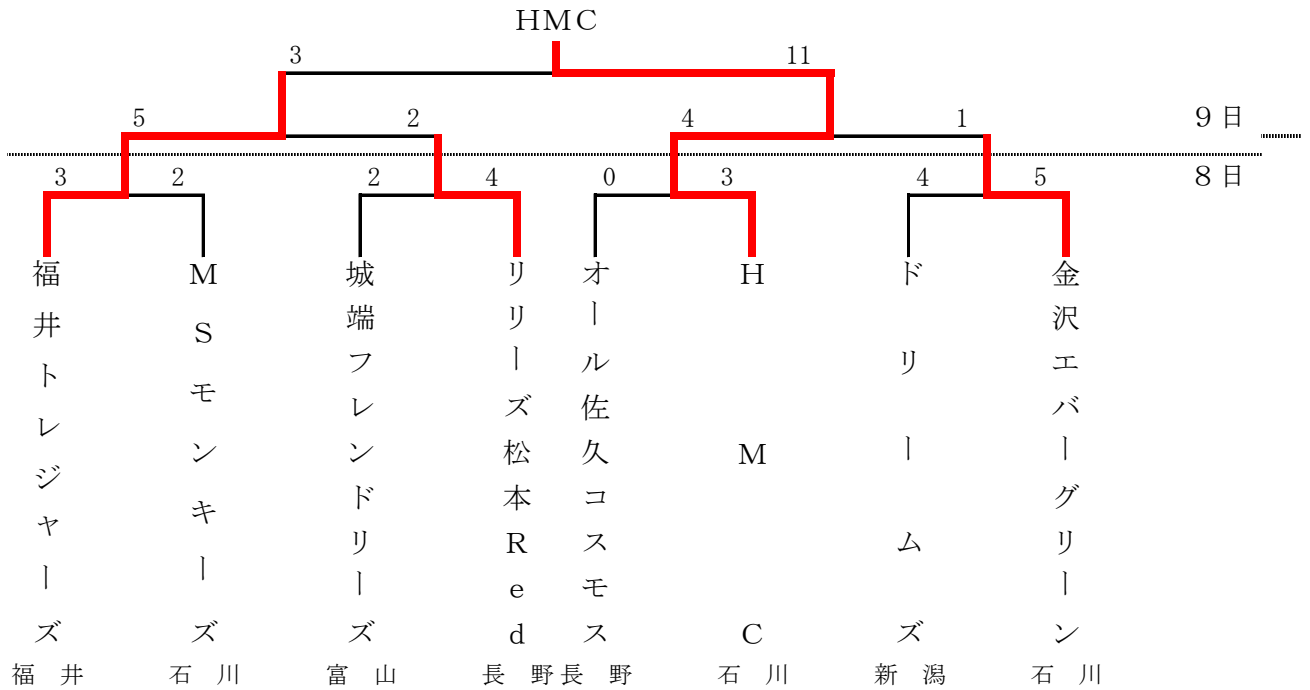 HMC
3
11
5
2
4
1
9日
3
2
2
4
0
3
4
5
8日
福井トレジャーズ
MSモンキーズ
城端フレンドリーズ
リリーズ松本Red
オール佐久コスモス
HMC
ドリームズ
金沢エバーグリーン
福井
石川
富山
長野
長野
石川
新潟
石川